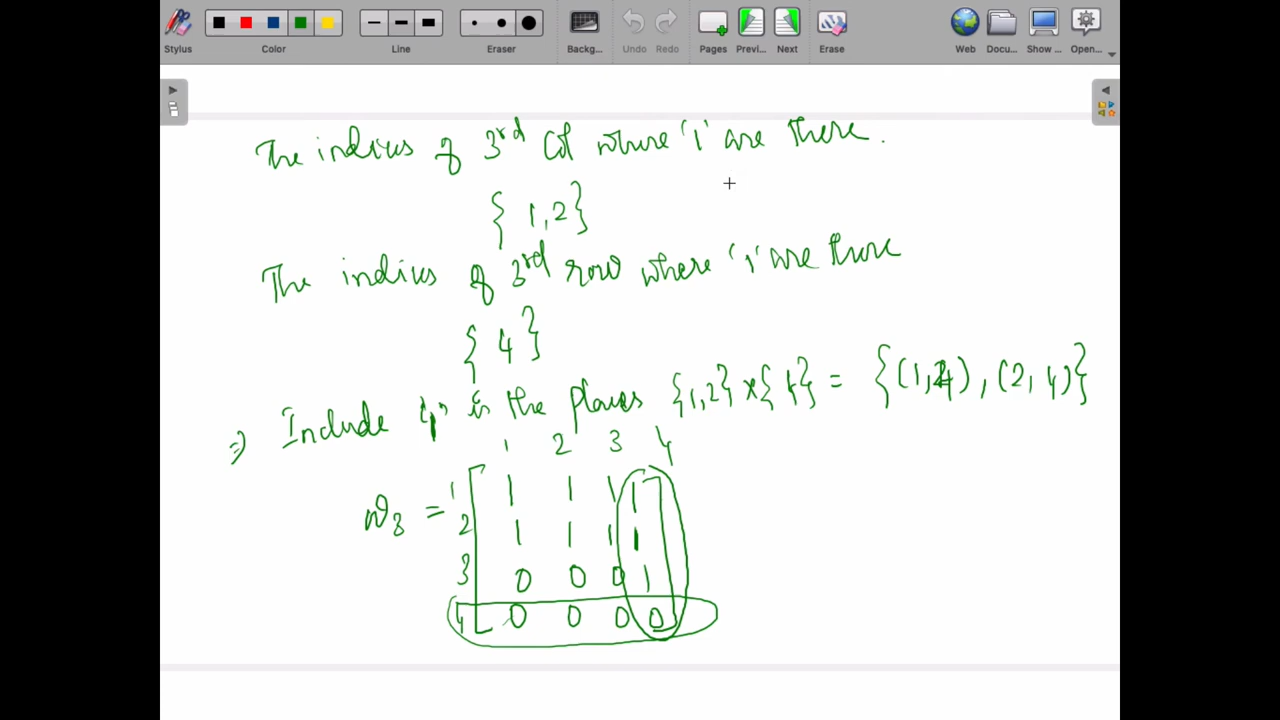 Stylus Color Line Eraser Backg... Undo Redo Pages Previ... Next Erase Web Docu... Show ... Open...
The indices of 3rd Col where '1' are there.
{ 1,2}
The indices of 3rd row where '1' are there
{ 4 }
⇒ Include '1' in the places {1,2} x {4} = {(1,4), (2, 4)}
1 2 3 4
1 1 1 1 1
W3 = 2 1 1 1 1
3 0 0 0 1
4 0 0 0 0